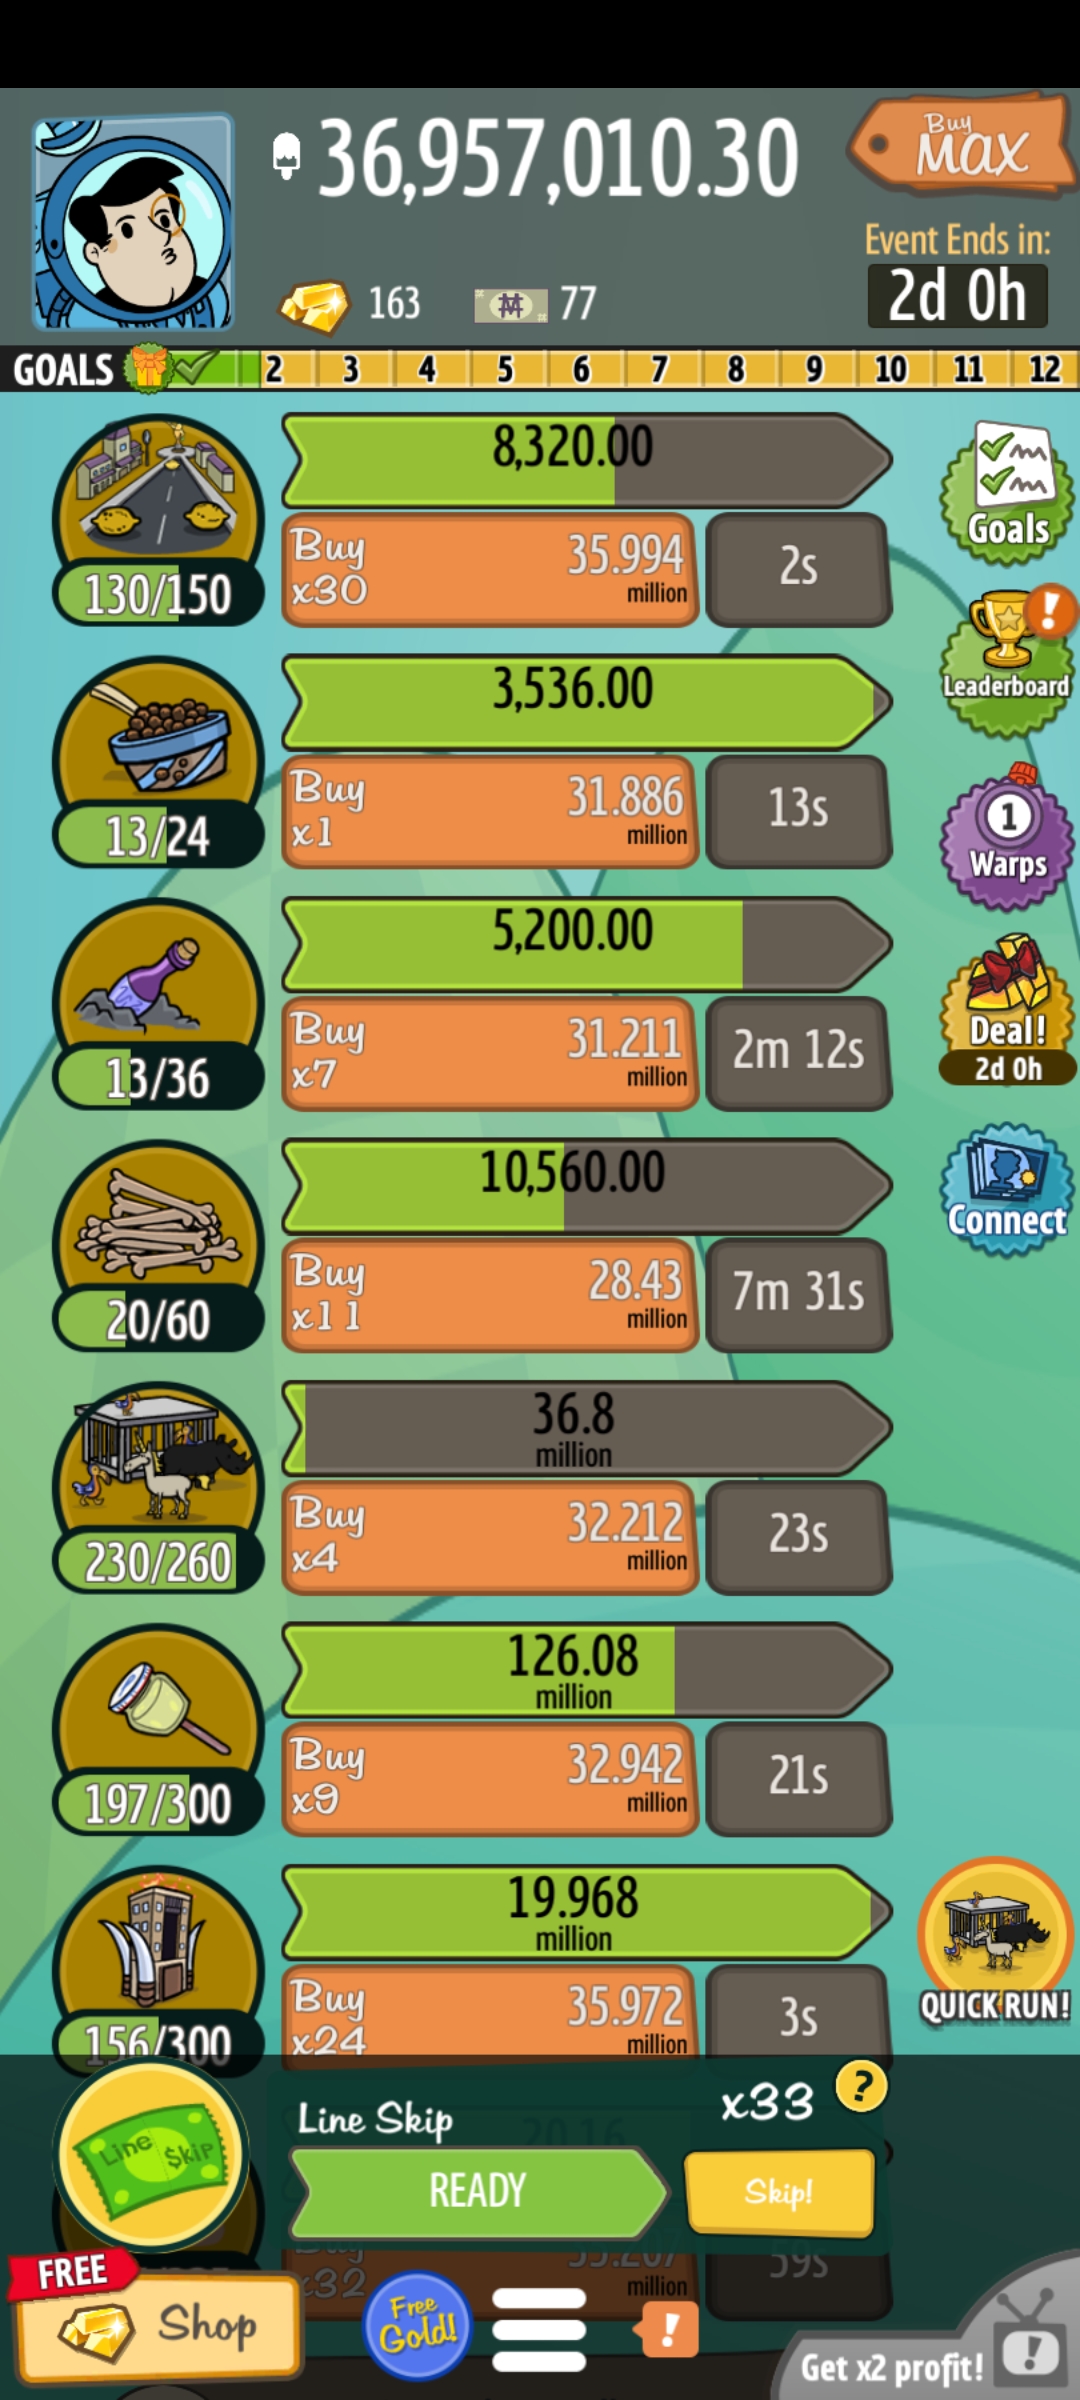 36,957,010.30
Buy
MAX
163
77
Event Ends in:
2d 0h
GOALS
2
3
4
5
6
7
8
9
10
11
12
8,320.00
Buy
x30
35.994
million
2s
130/150
Goals
3,536.00
Leaderboard
Buy
x1
31.886
million
13s
13/24
1
Warps
5,200.00
Buy
x7
31.211
million
2m 12s
13/36
Deal!
2d 0h
10,560.00
Connect
Buy
x11
28.43
million
7m 31s
20/60
36.8
million
Buy
x4
32.212
million
23s
230/260
126.08
million
Buy
x9
32.942
million
21s
197/300
19.968
million
Buy
x24
35.972
million
3s
156/300
QUICK RUN!
Line Skip
x33
?
20.16
Line $kip
READY
Skip!
Buy
x32
million
59s
FREE
Shop
Free
Gold!
!
Get x2 profit!